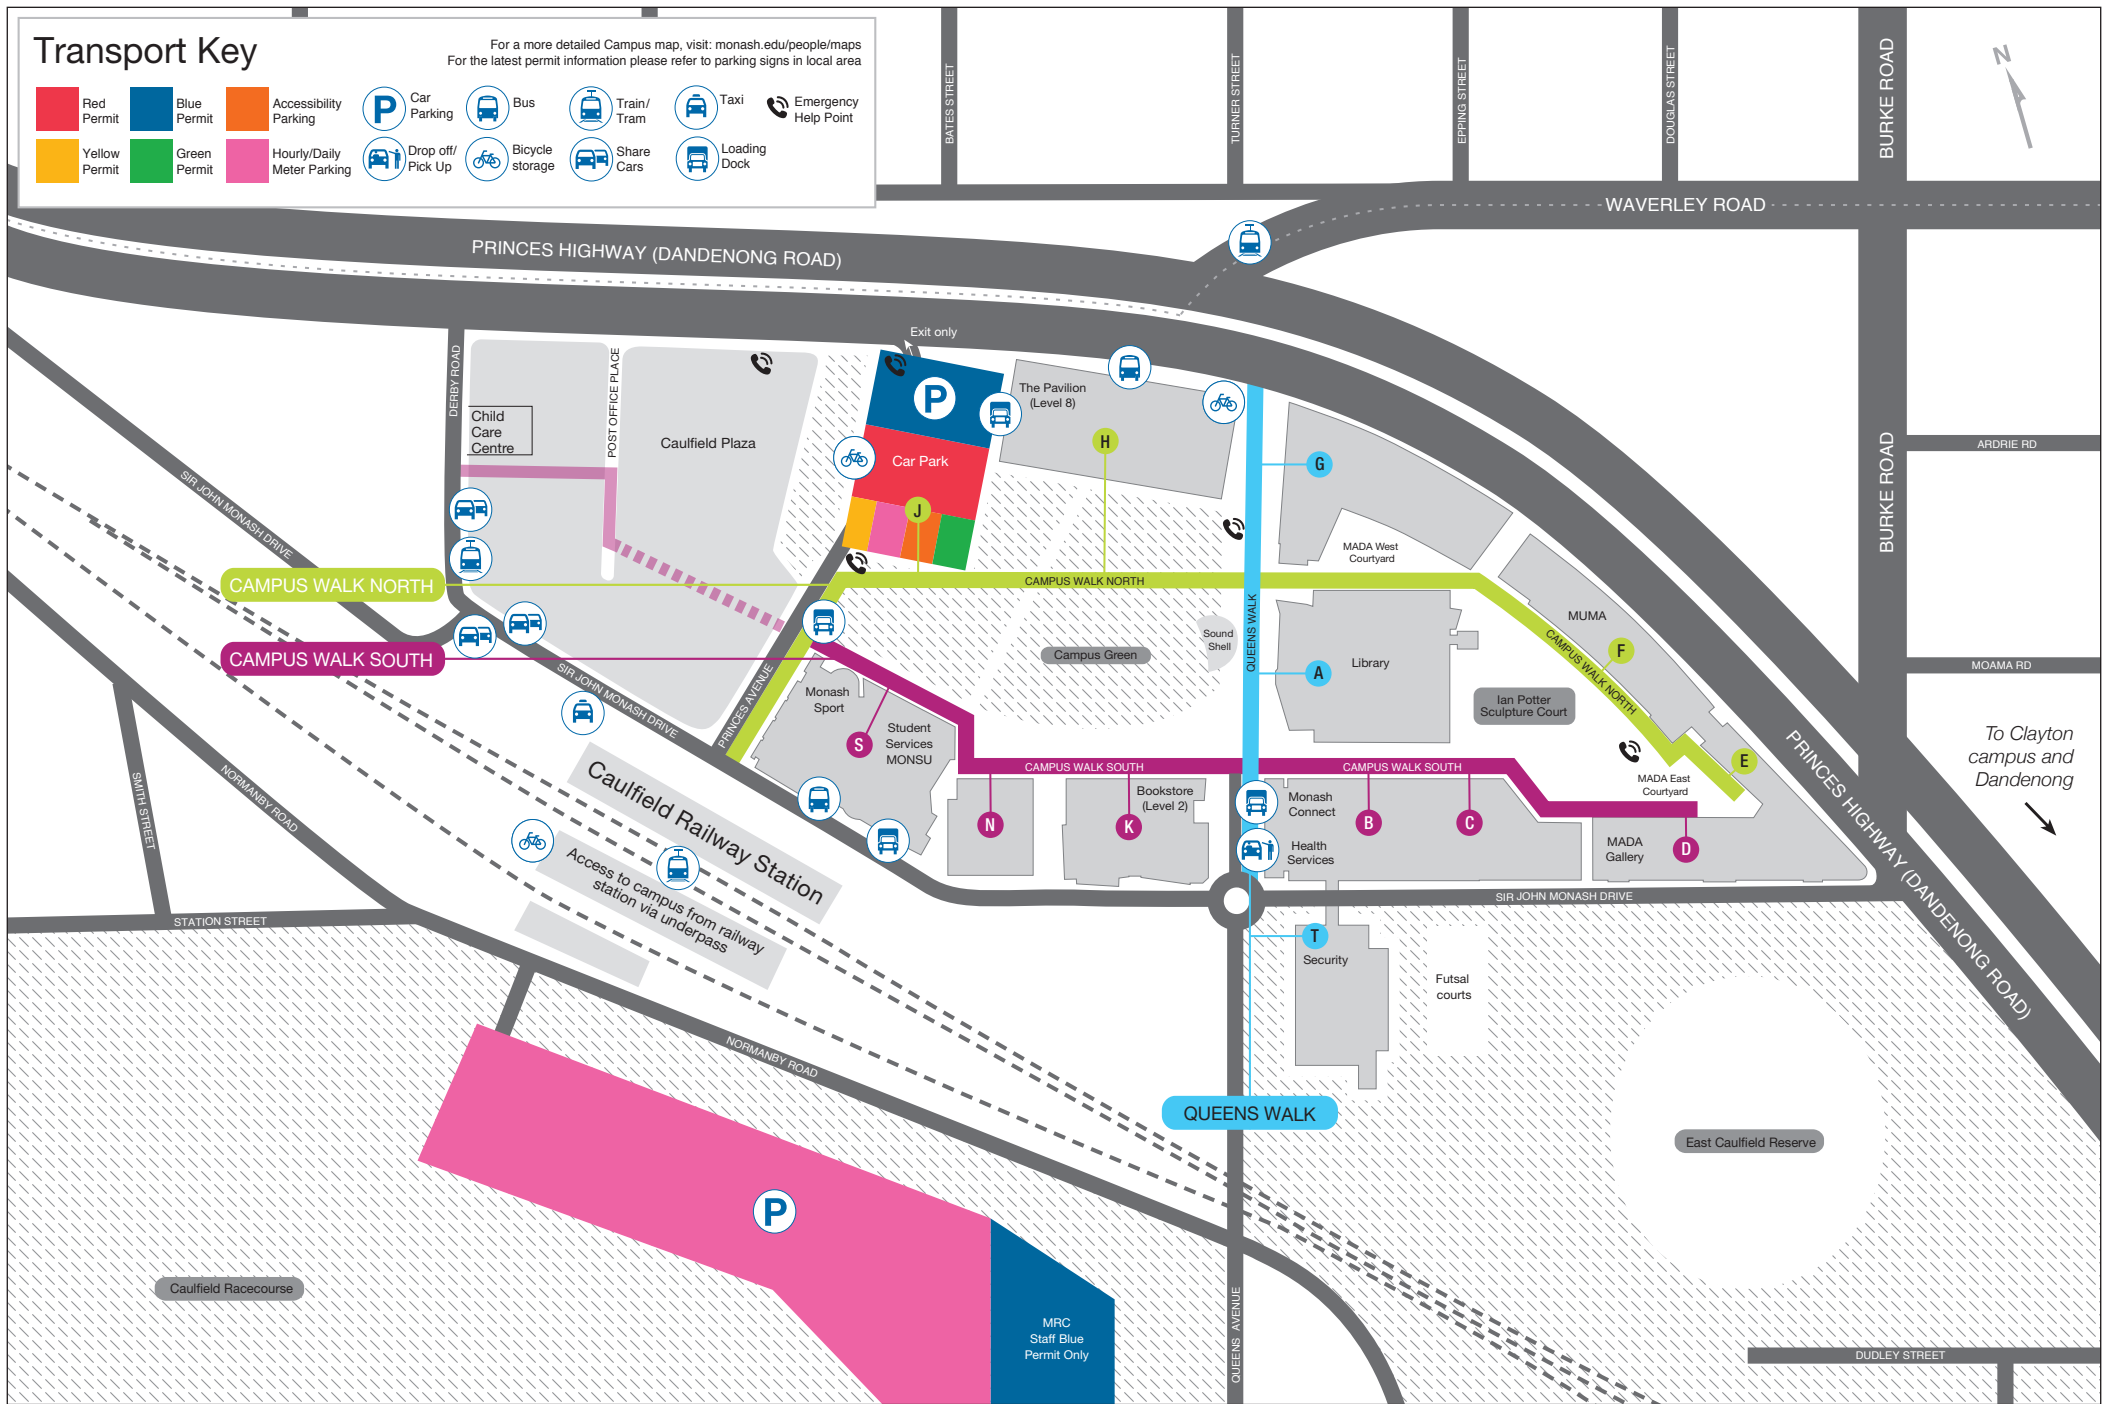 Transport Key
For a more detailed Campus map, visit: monash.edu/people/maps
For the latest permit information please refer to parking signs in local area
Red
Permit
Blue
Permit
Accessibility
Parking
P
Car
Parking
Bus
Train/
Tram
Taxi
Emergency
Help Point
Yellow
Permit
Green
Permit
Hourly/Daily
Meter Parking
Drop off/
Pick Up
Bicycle
storage
Share
Cars
Loading
Dock
BATES STREET
TURNER STREET
EPPING STREET
DOUGLAS STREET
BURKE ROAD
N
WAVERLEY ROAD
PRINCES HIGHWAY (DANDENONG ROAD)
Exit only
DERBY ROAD
POST OFFICE PLACE
Child
Care
Centre
Caulfield Plaza
P
Car Park
J
The Pavilion
(Level 8)
H
G
MADA West
Courtyard
BURKE ROAD
ARDRIE RD
SIR JOHN MONASH DRIVE
CAMPUS WALK NORTH
CAMPUS WALK NORTH
QUEENS WALK
MUMA
F
CAMPUS WALK NORTH
Sound
Shell
Campus Green
Library
A
CAMPUS WALK SOUTH
MOAMA RD
SIR JOHN MONASH DRIVE
PRINCES AVENUE
Monash
Sport
S
Student
Services
MONSU
Ian Potter
Sculpture Court
To Clayton
campus and
Dandenong
PRINCES HIGHWAY (DANDENONG ROAD)
E
MADA East
Courtyard
CAMPUS WALK SOUTH
CAMPUS WALK SOUTH
N
Bookstore
(Level 2)
K
Monash
Connect
B
C
Health
Services
MADA
Gallery
D
SMITH STREET
NORMANBY ROAD
Caulfield Railway Station
Access to campus from railway
station via underpass
STATION STREET
SIR JOHN MONASH DRIVE
T
Security
Futsal
courts
NORMANBY ROAD
QUEENS WALK
East Caulfield Reserve
P
Caulfield Racecourse
MRC
Staff Blue
Permit Only
QUEENS AVENUE
DUDLEY STREET